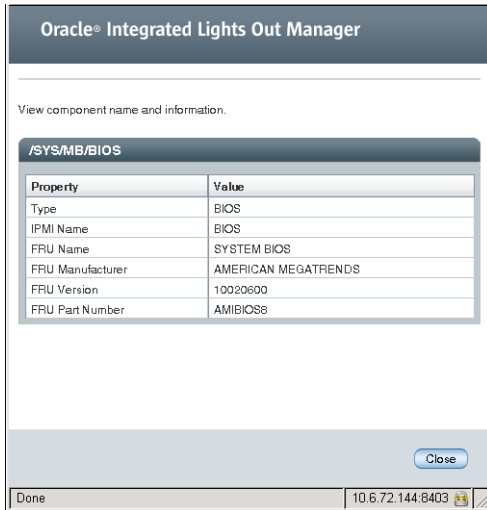 Oracle® Integrated Lights Out Manager
View component name and information.
/SYS/MB/BIOS
Property Value
Type BIOS
IPMI Name BIOS
FRU Name SYSTEM BIOS
FRU Manufacturer AMERICAN MEGATRENDS
FRU Version 10020600
FRU Part Number AMIBIOS8
Close
Done 10.6.72.144:8403